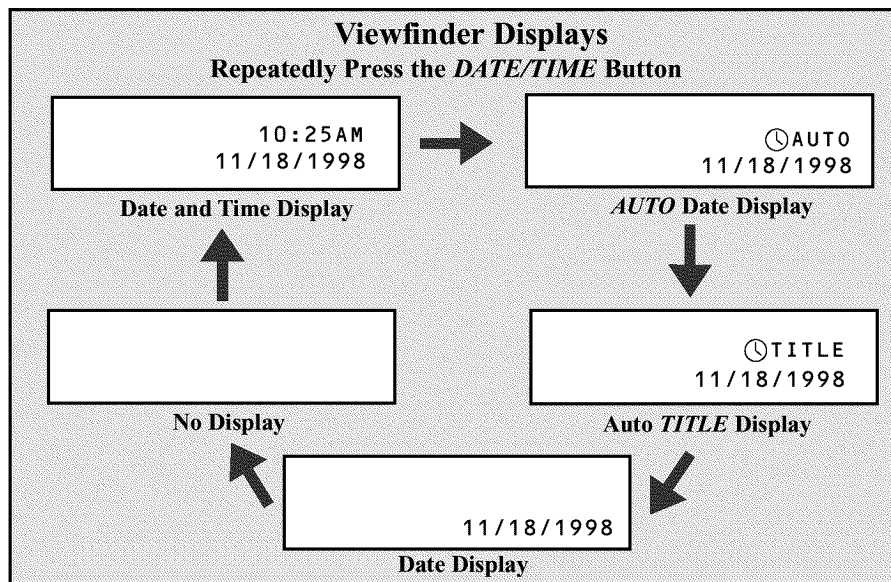 Viewfinder Displays
Repeatedly Press the DATE/TIME Button
10:25AM
11/18/1998
Date and Time Display
AUTO
11/18/1998
AUTO Date Display
TITLE
11/18/1998
Auto TITLE Display
11/18/1998
Date Display
No Display